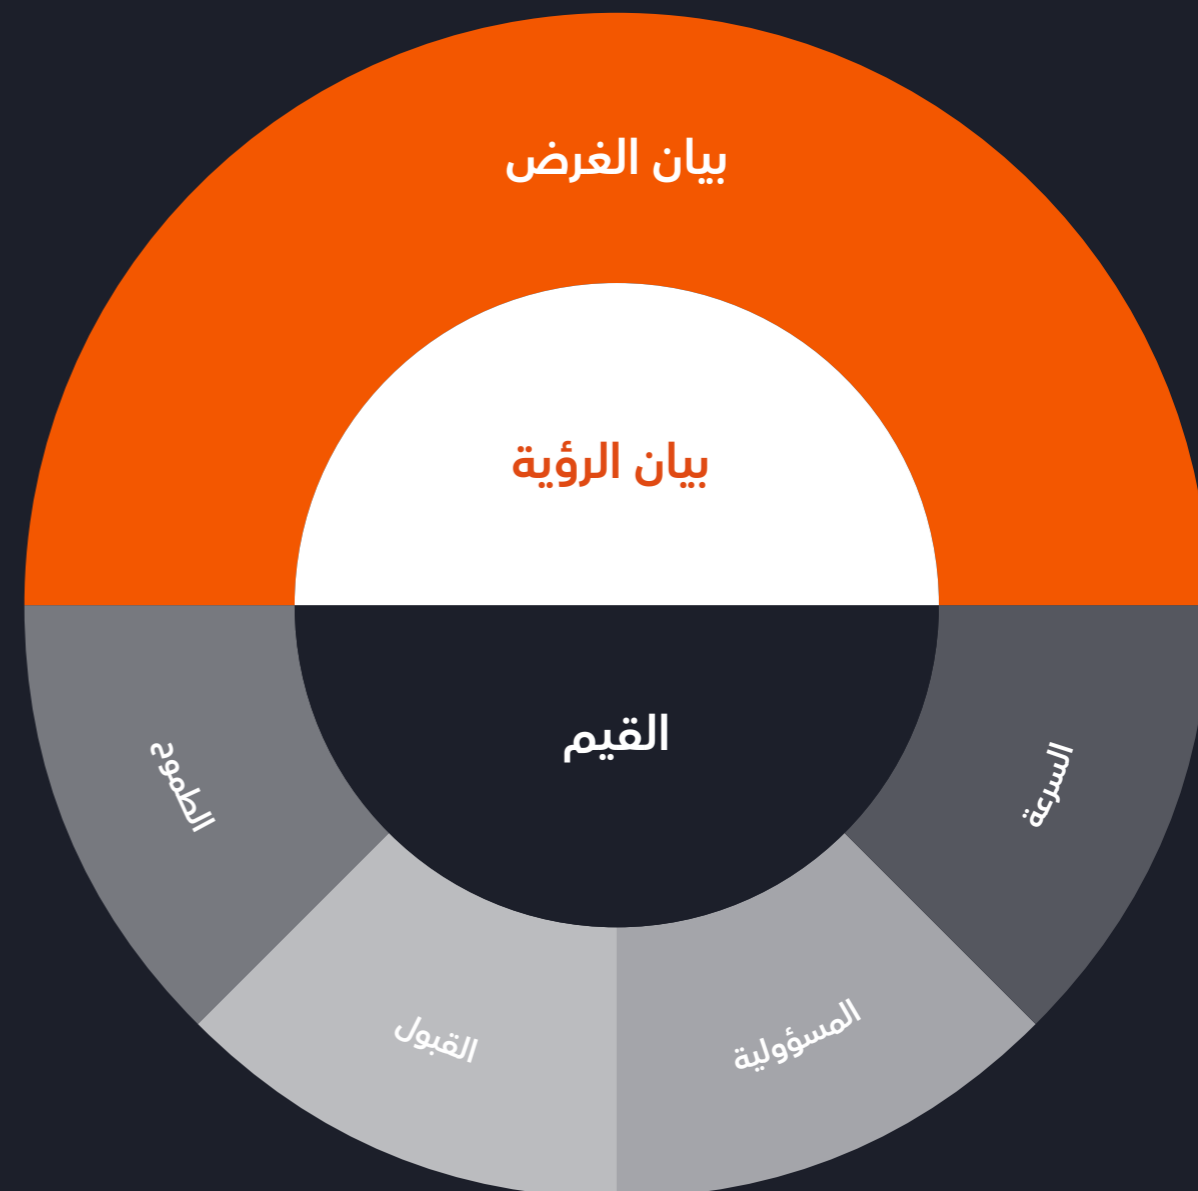 بيان الغرض
بيان الرؤية
القيم
السرعة
المسؤولية
القبول
الطموح